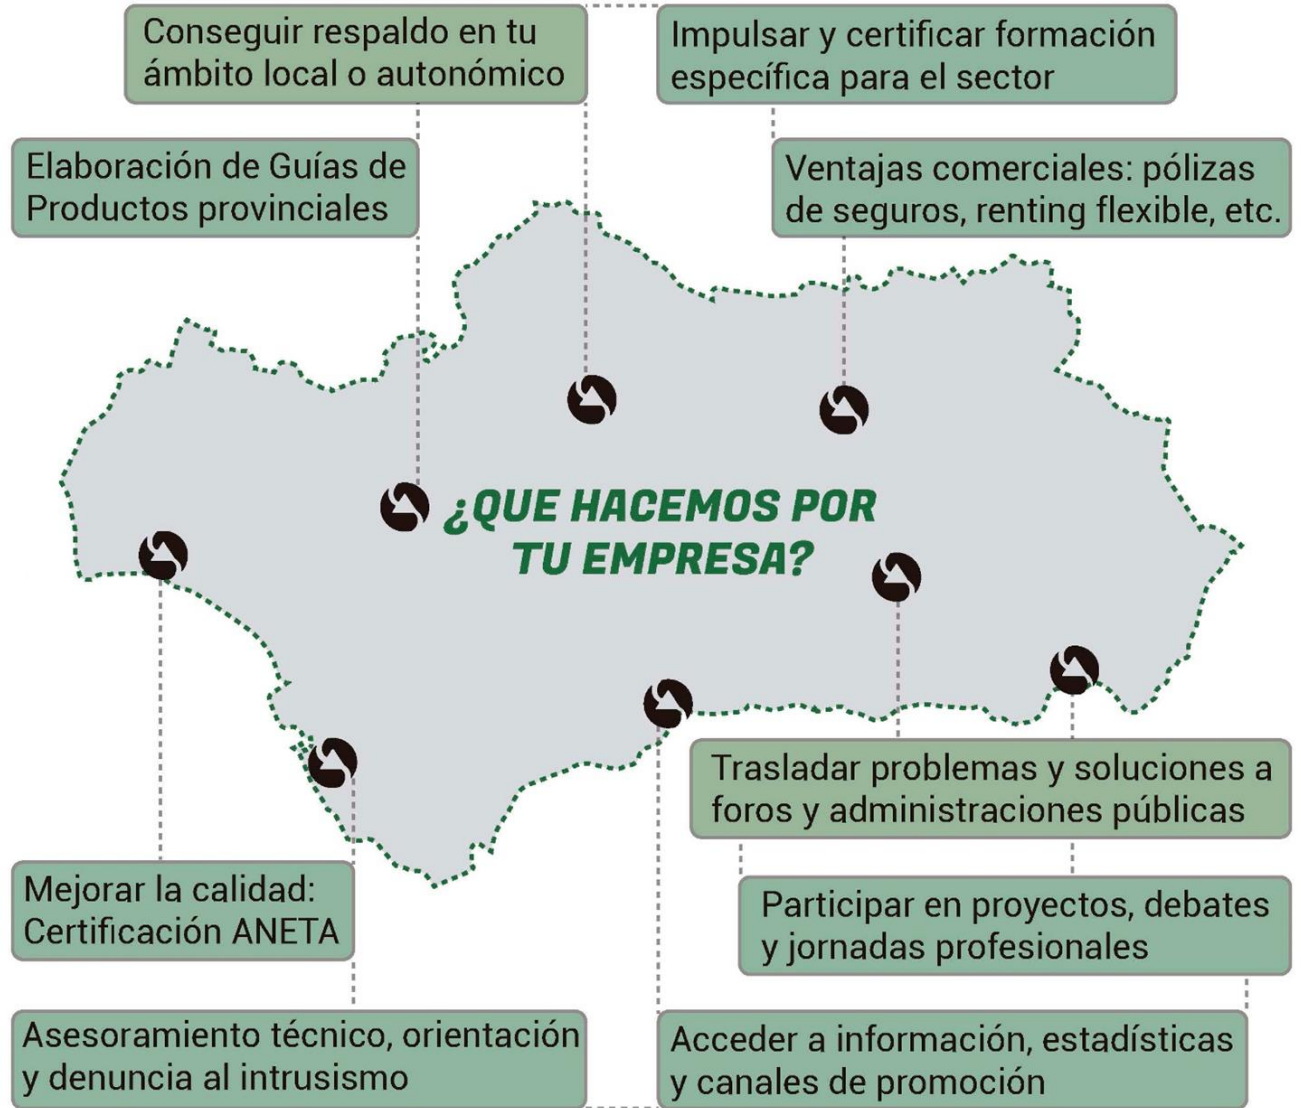 Conseguir respaldo en tu
ámbito local o autonómico
Impulsar y certificar formación
específica para el sector
Elaboración de Guías de
Productos provinciales
Ventajas comerciales: pólizas
de seguros, renting flexible, etc.
¿QUE HACEMOS POR
TU EMPRESA?
Trasladar problemas y soluciones a
foros y administraciones públicas
Mejorar la calidad:
Certificación ANETA
Participar en proyectos, debates
y jornadas profesionales
Asesoramiento técnico, orientación
y denuncia al intrusismo
Acceder a información, estadísticas
y canales de promoción